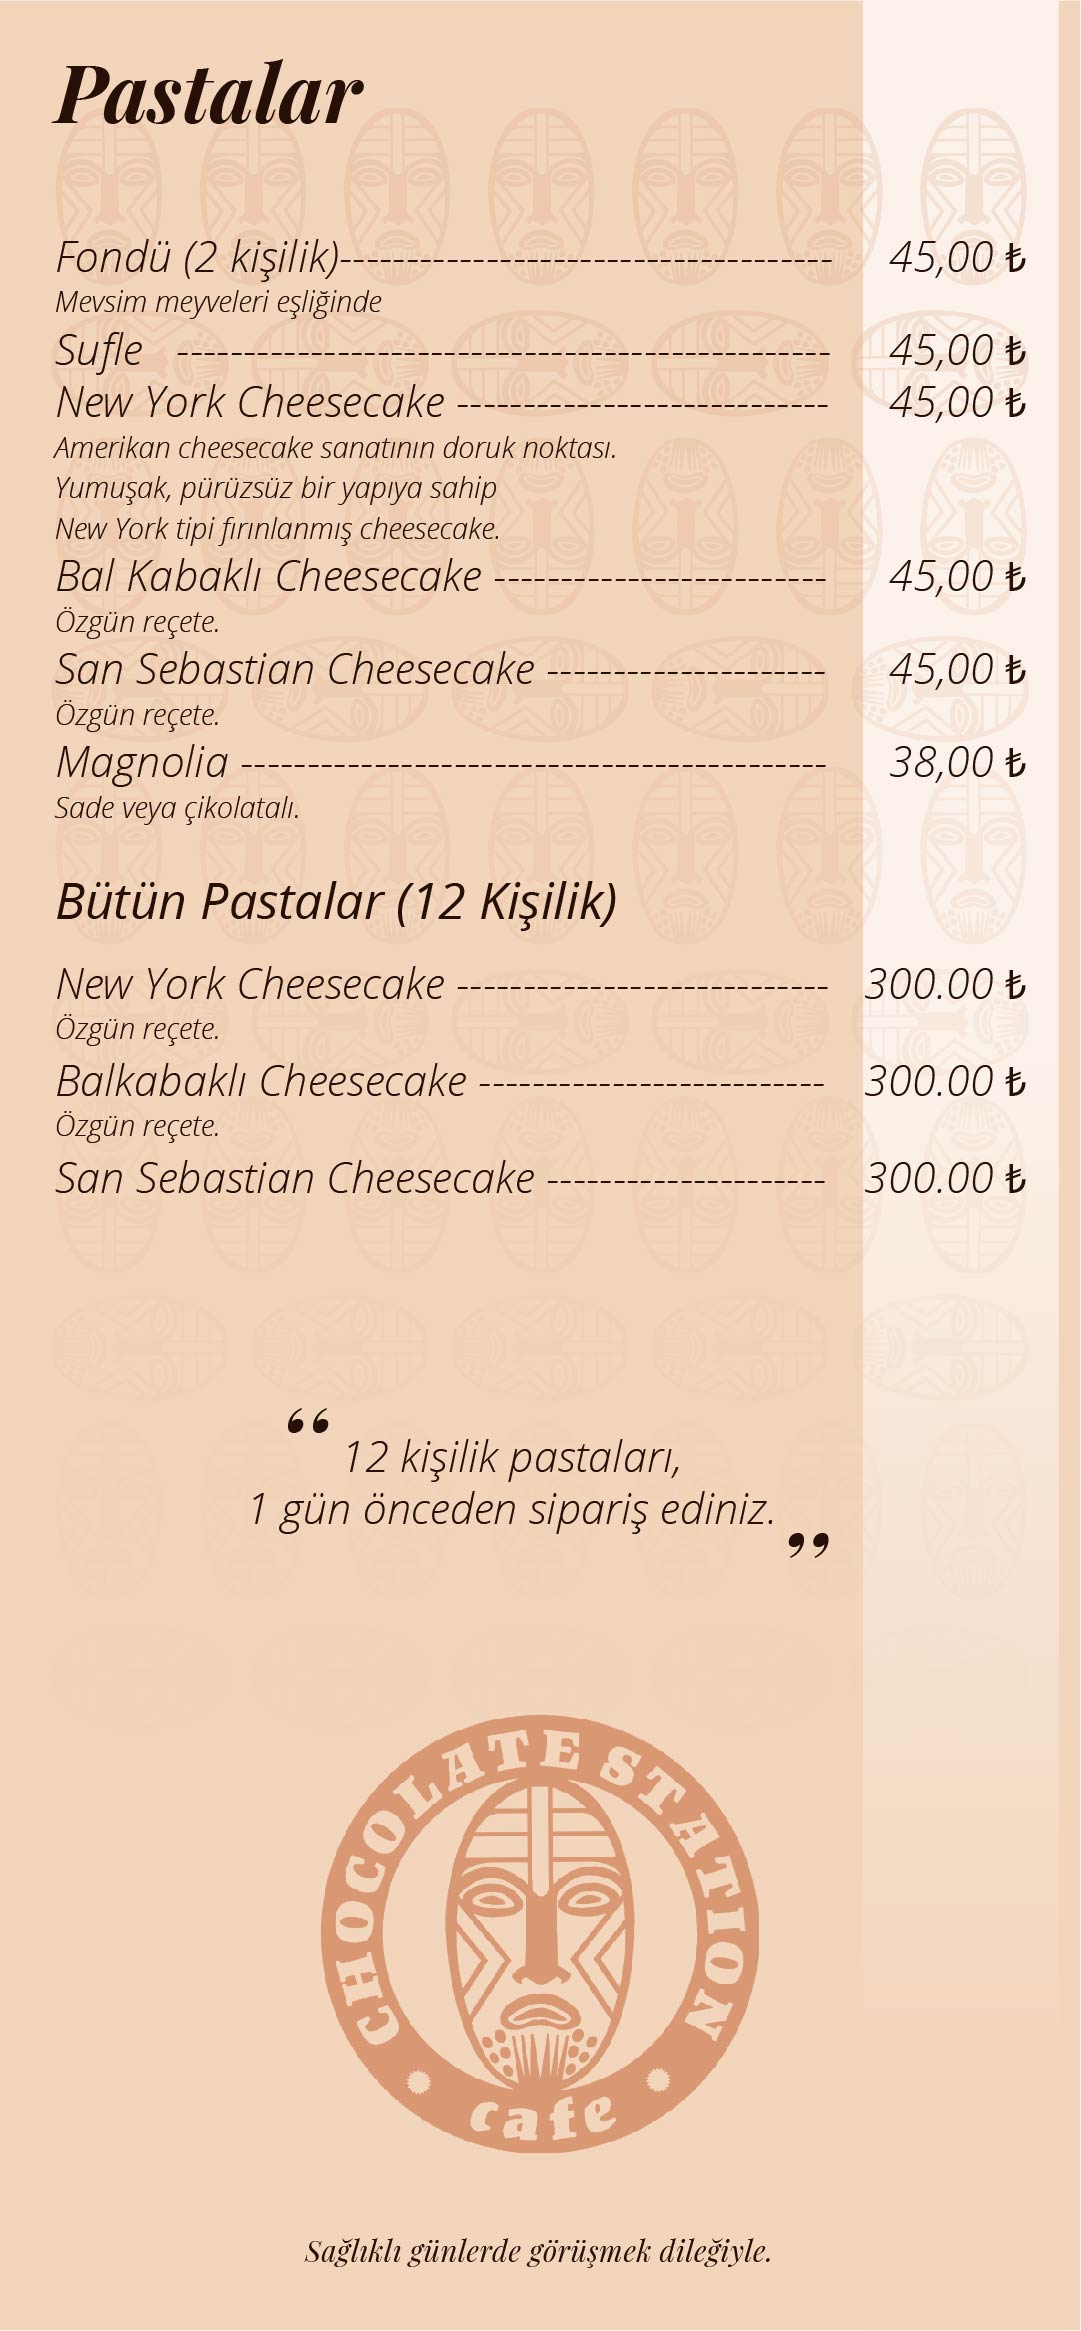 Pastalar
Fondü (2 kişilik)------------------------------------- 45,00 ₺
Mevsim meyveleri eşliğinde
Sufle ------------------------------------------------- 45,00 ₺
New York Cheesecake ---------------------------- 45,00 ₺
Amerikan cheesecake sanatının doruk noktası.
Yumuşak, pürüzsüz bir yapıya sahip
New York tipi fırınlanmış cheesecake.
Bal Kabaklı Cheesecake ------------------------- 45,00 ₺
Özgün reçete.
San Sebastian Cheesecake --------------------- 45,00 ₺
Özgün reçete.
Magnolia -------------------------------------------- 38,00 ₺
Sade veya çikolatalı.
Bütün Pastalar (12 Kişilik)
New York Cheesecake ---------------------------- 300.00 ₺
Özgün reçete.
Balkabaklı Cheesecake -------------------------- 300.00 ₺
Özgün reçete.
San Sebastian Cheesecake --------------------- 300.00 ₺
“ 12 kişilik pastaları,
1 gün önceden sipariş ediniz. ”
CHOCOLATE STATION
cafe
Sağlıklı günlerde görüşmek dileğiyle.